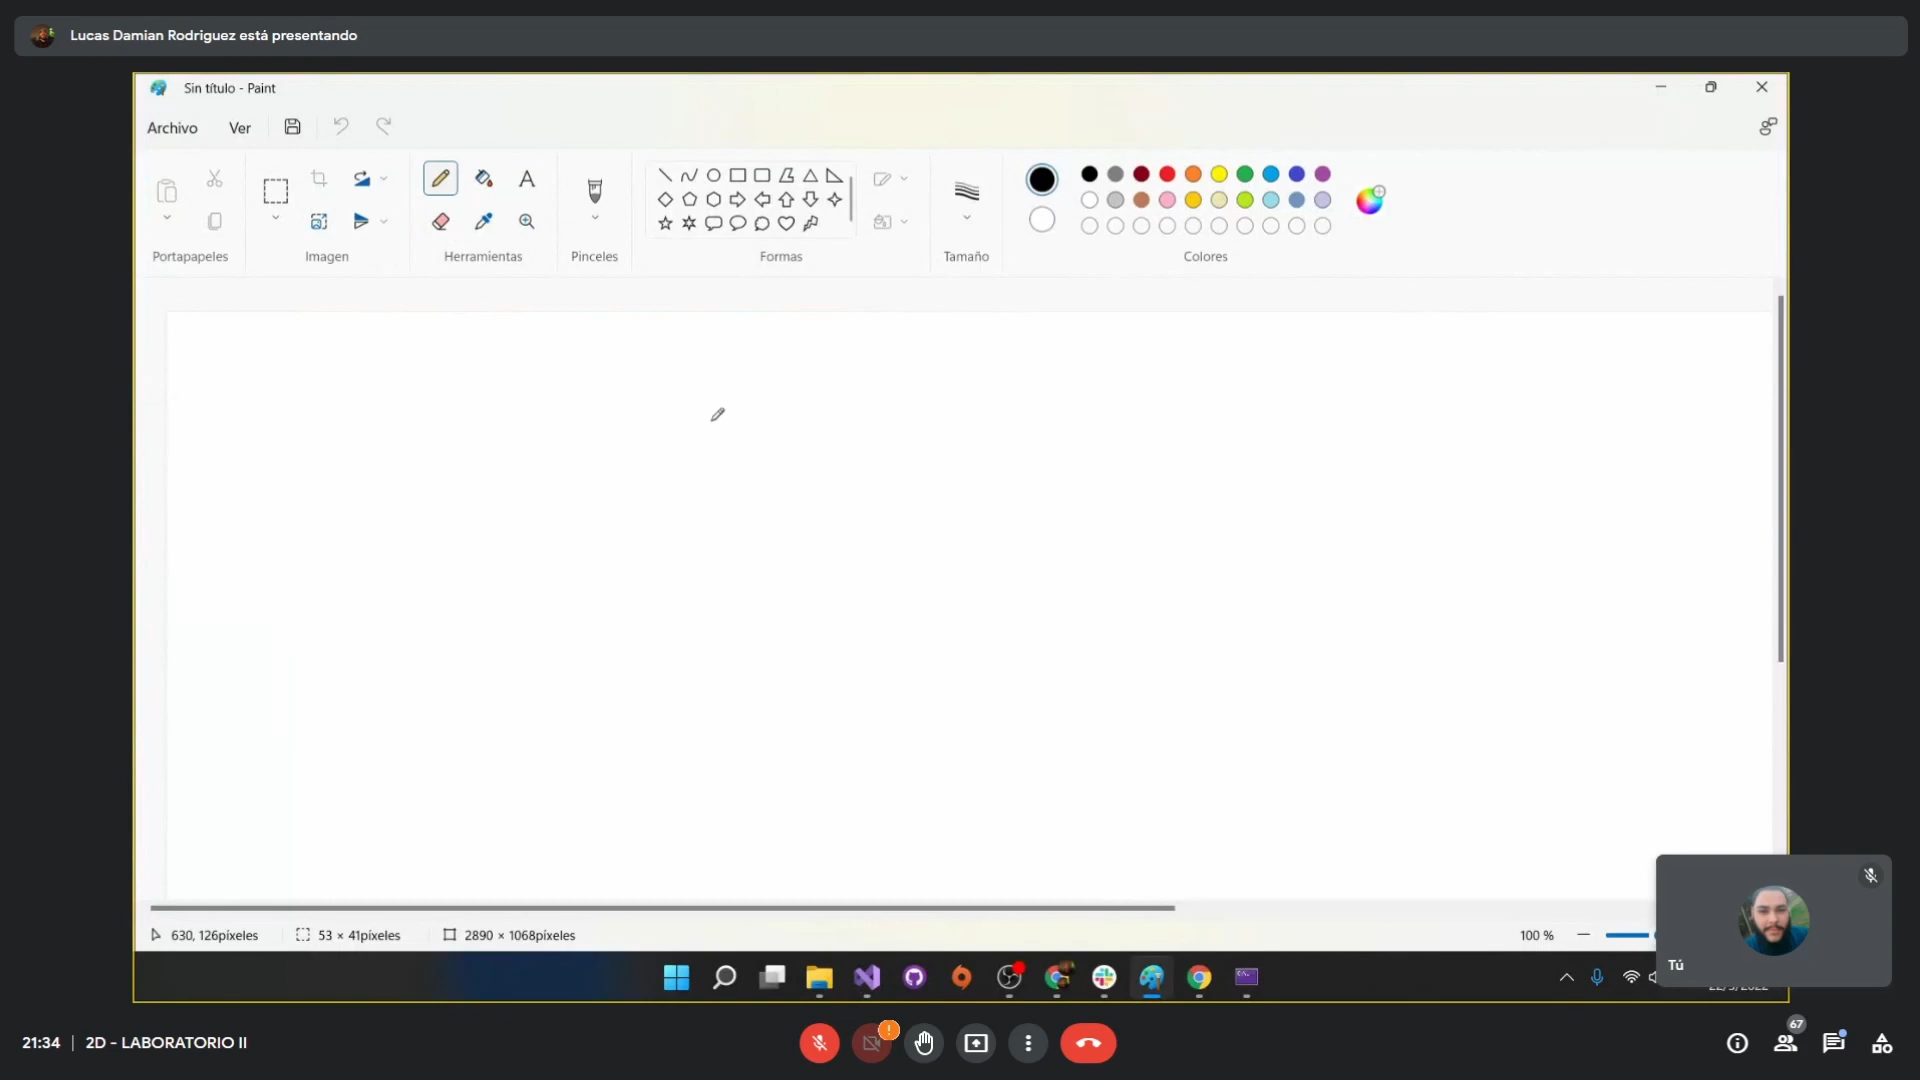 Lucas Damian Rodriguez está presentando
Sin título - Paint
Archivo Ver
Portapapeles Imagen Herramientas Pinceles Formas Tamaño Colores
630, 126píxeles 53 × 41píxeles 2890 × 1068píxeles 100 %
Tú
21:34 2D - LABORATORIO II
67